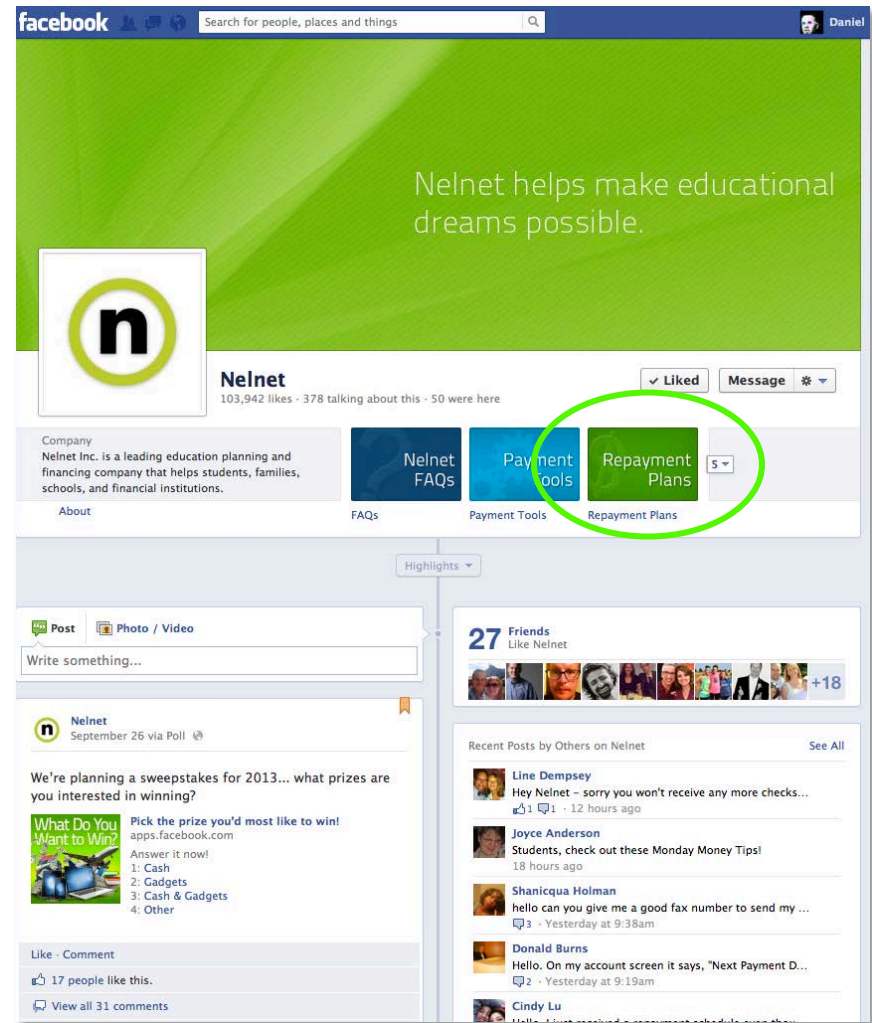 facebook
Search for people, places and things
Daniel
Nelnet helps make educational
dreams possible.
n
Nelnet
103,942 likes · 378 talking about this · 50 were here
✓ Liked
Message
Company
Nelnet Inc. is a leading education planning and
financing company that helps students, families,
schools, and financial institutions.
About
Nelnet
FAQs
FAQs
Payment
Tools
Payment Tools
Repayment
Plans
Repayment Plans
5
Highlights
Post
Photo / Video
Write something...
27 Friends
Like Nelnet
+18
n
Nelnet
September 26 via Poll
We're planning a sweepstakes for 2013... what prizes are
you interested in winning?
What Do You
Want to Win?
Pick the prize you'd most like to win!
apps.facebook.com
Answer it now!
1: Cash
2: Gadgets
3: Cash & Gadgets
4: Other
Like · Comment
17 people like this.
View all 31 comments
Recent Posts by Others on Nelnet
See All
Line Dempsey
Hey Nelnet – sorry you won't receive any more checks...
1 1 · 12 hours ago
Joyce Anderson
Students, check out these Monday Money Tips!
18 hours ago
Shanicqua Holman
hello can you give me a good fax number to send my ...
3 · Yesterday at 9:38am
Donald Burns
Hello. On my account screen it says, "Next Payment D...
2 · Yesterday at 9:19am
Cindy Lu